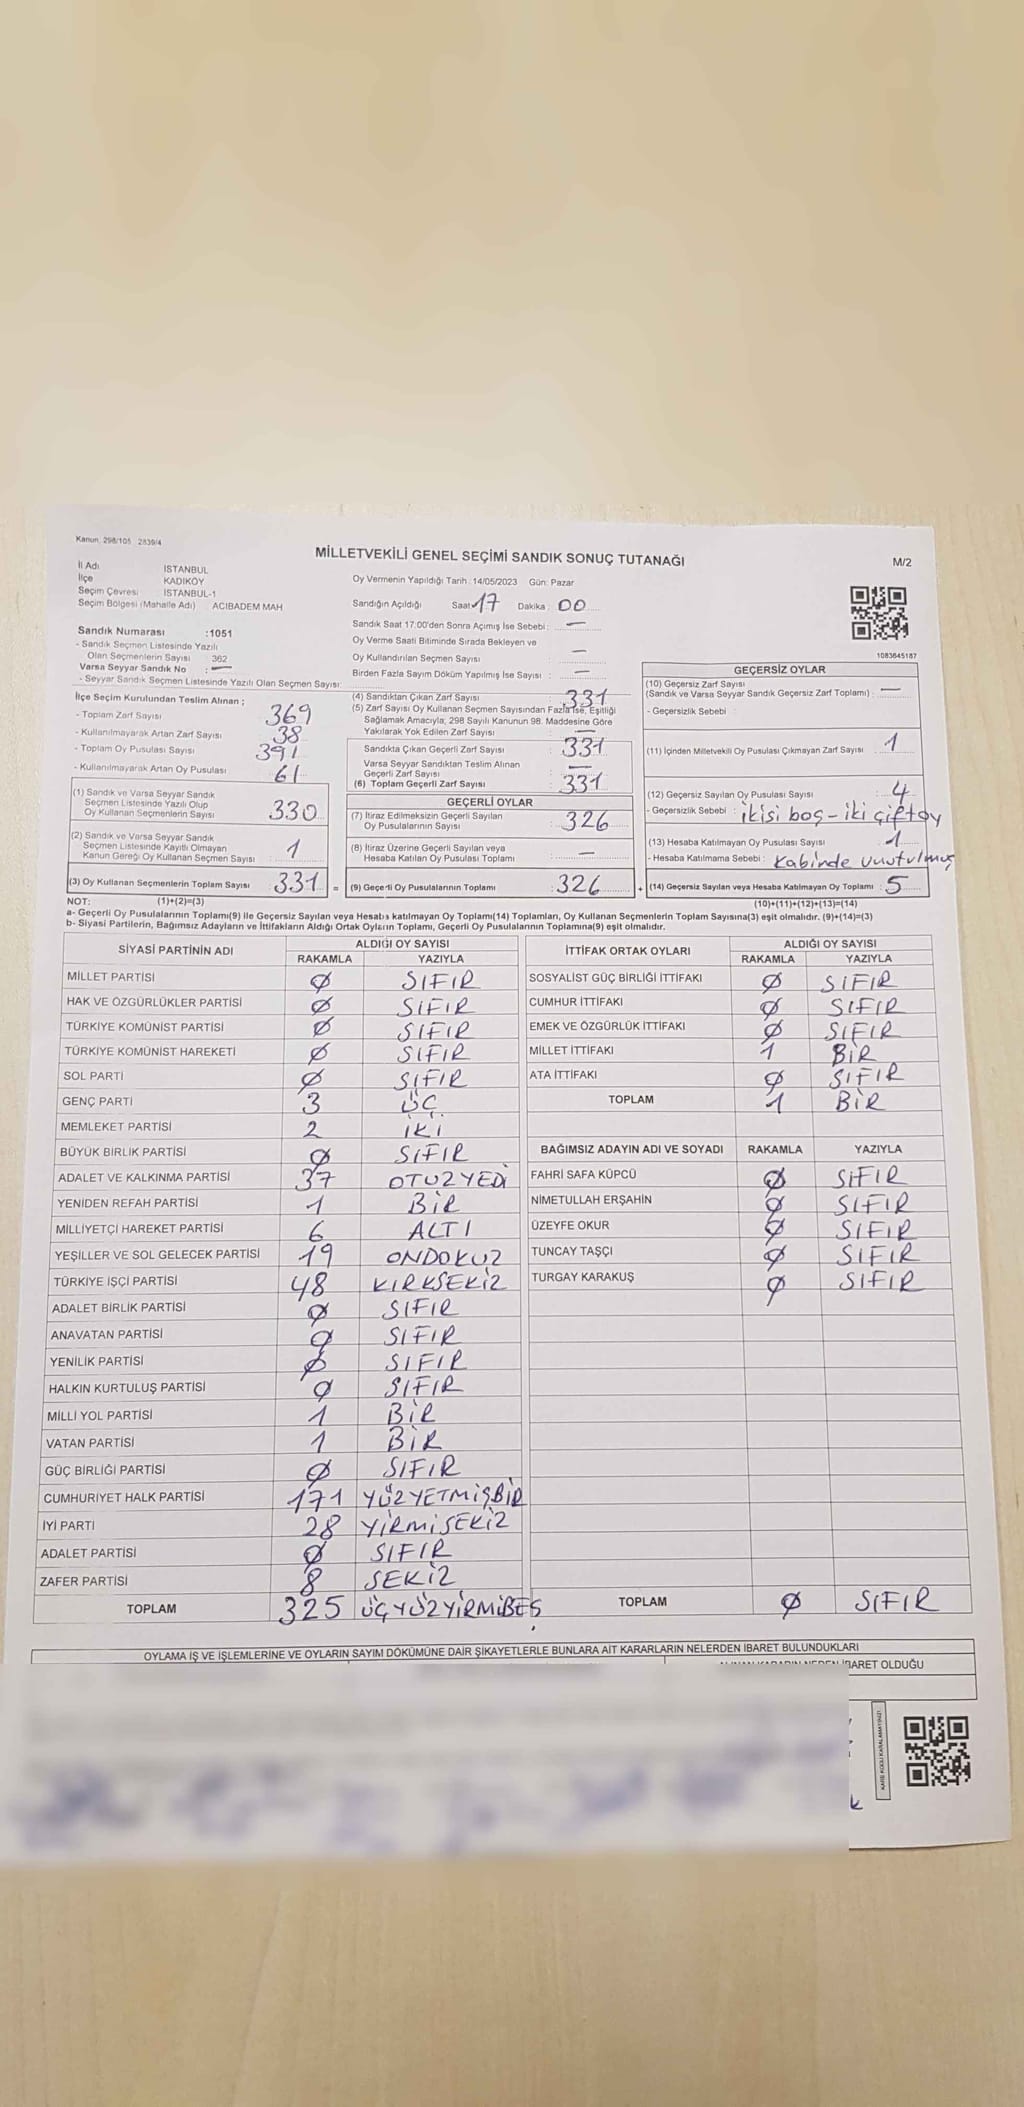 Kanun: 298/105 2839/4
MİLLETVEKİLİ GENEL SEÇİMİ SANDIK SONUÇ TUTANAĞI
M/2
İl Adı : İSTANBUL
İlçe : KADIKÖY
Seçim Çevresi : İSTANBUL-1
Seçim Bölgesi (Mahalle Adı) : ACIBADEM MAH
Oy Vermenin Yapıldığı Tarih: 14/05/2023 Gün: Pazar
Sandığın Açıldığı Saat 17 Dakika 00
Sandık Saat 17:00'den Sonra Açımış İse Sebebi : —
Oy Verme Saati Bitiminde Sırada Bekleyen ve
Oy Kullandırılan Seçmen Sayısı : —
Birden Fazla Sayım Döküm Yapılmış İse Sayısı : —
1083645187
Sandık Numarası :1051
- Sandık Seçmen Listesinde Yazılı
Olan Seçmenlerin Sayısı : 362
Varsa Seyyar Sandık No : —
- Seyyar Sandık Seçmen Listesinde Yazılı Olan Seçmen Sayısı:
İlçe Seçim Kurulundan Teslim Alınan ;
- Toplam Zarf Sayısı 369
- Kullanılmayarak Artan Zarf Sayısı 38
- Toplam Oy Pusulası Sayısı 391
- Kullanılmayarak Artan Oy Pusulası 61
(1) Sandık ve Varsa Seyyar Sandık
Seçmen Listesinde Yazılı Olup
Oy Kullanan Seçmenlerin Sayısı : 330
(2) Sandık ve Varsa Seyyar Sandık
Seçmen Listesinde Kayıtlı Olmayan
Kanun Gereği Oy Kullanan Seçmen Sayısı : 1
(3) Oy Kullanan Seçmenlerin Toplam Sayısı : 331 =
(4) Sandıktan Çıkan Zarf Sayısı : 331
(5) Zarf Sayısı Oy Kullanan Seçmen Sayısından Fazla İse, Eşitliği
Sağlamak Amacıyla, 298 Sayılı Kanunun 98. Maddesine Göre
Yakılarak Yok Edilen Zarf Sayısı : —
Sandıkta Çıkan Geçerli Zarf Sayısı : 331
Varsa Seyyar Sandıktan Teslim Alınan
Geçerli Zarf Sayısı : —
(6) Toplam Geçerli Zarf Sayısı : 331
GEÇERLİ OYLAR
(7) İtiraz Edilmeksizin Geçerli Sayılan
Oy Pusulalarının Sayısı : 326
(8) İtiraz Üzerine Geçerli Sayılan veya
Hesaba Katılan Oy Pusulası Toplamı : —
(9) Geçerli Oy Pusulalarının Toplamı : 326 +
GEÇERSİZ OYLAR
(10) Geçersiz Zarf Sayısı
(Sandık ve Varsa Seyyar Sandık Geçersiz Zarf Toplamı) : —
- Geçersizlik Sebebi :
(11) İçinden Milletvekili Oy Pusulası Çıkmayan Zarf Sayısı : 1
(12) Geçersiz Sayılan Oy Pusulası Sayısı : 4
- Geçersizlik Sebebi : ikisi boş - iki çift oy
(13) Hesaba Katılmayan Oy Pusulası Sayısı : 1
- Hesaba Katılmama Sebebi : Kabinde unutulmuş
(14) Geçersiz Sayılan veya Hesaba Katılmayan Oy Toplamı : 5
NOT: (1)+(2)=(3) (10)+(11)+(12)+(13)=(14)
a- Geçerli Oy Pusulalarının Toplamı(9) ile Geçersiz Sayılan veya Hesaba katılmayan Oy Toplamı(14) Toplamları, Oy Kullanan Seçmenlerin Toplam Sayısına(3) eşit olmalıdır. (9)+(14)=(3)
b- Siyasi Partilerin, Bağımsız Adayların ve İttifakların Aldığı Ortak Oyların Toplamı, Geçerli Oy Pusulalarının Toplamına(9) eşit olmalıdır.
SİYASİ PARTİNİN ADI ALDIĞI OY SAYISI
RAKAMLA YAZIYLA
MİLLET PARTİSİ 0 SIFIR
HAK VE ÖZGÜRLÜKLER PARTİSİ 0 SIFIR
TÜRKİYE KOMÜNİST PARTİSİ 0 SIFIR
TÜRKİYE KOMÜNİST HAREKETİ 0 SIFIR
SOL PARTİ 0 SIFIR
GENÇ PARTİ 3 ÜÇ
MEMLEKET PARTİSİ 2 İKİ
BÜYÜK BİRLİK PARTİSİ 0 SIFIR
ADALET VE KALKINMA PARTİSİ 37 OTUZYEDİ
YENİDEN REFAH PARTİSİ 1 BİR
MİLLİYETÇİ HAREKET PARTİSİ 6 ALTI
YEŞİLLER VE SOL GELECEK PARTİSİ 19 ONDOKUZ
TÜRKİYE İŞÇİ PARTİSİ 48 KIRKSEKİZ
ADALET BİRLİK PARTİSİ 0 SIFIR
ANAVATAN PARTİSİ 0 SIFIR
YENİLİK PARTİSİ 0 SIFIR
HALKIN KURTULUŞ PARTİSİ 0 SIFIR
MİLLİ YOL PARTİSİ 1 BİR
VATAN PARTİSİ 1 BİR
GÜÇ BİRLİĞİ PARTİSİ 0 SIFIR
CUMHURİYET HALK PARTİSİ 171 YÜZYETMİŞBİR
İYİ PARTİ 28 YİRMİSEKİZ
ADALET PARTİSİ 0 SIFIR
ZAFER PARTİSİ 8 SEKİZ
TOPLAM 325 ÜÇYÜZYİRMİBEŞ
İTTİFAK ORTAK OYLARI ALDIĞI OY SAYISI
RAKAMLA YAZIYLA
SOSYALİST GÜÇ BİRLİĞİ İTTİFAKI 0 SIFIR
CUMHUR İTTİFAKI 0 SIFIR
EMEK VE ÖZGÜRLÜK İTTİFAKI 0 SIFIR
MİLLET İTTİFAKI 1 BİR
ATA İTTİFAKI 0 SIFIR
TOPLAM 1 BİR
BAĞIMSIZ ADAYIN ADI VE SOYADI RAKAMLA YAZIYLA
FAHRİ SAFA KÜPCÜ 0 SIFIR
NİMETULLAH ERŞAHİN 0 SIFIR
ÜZEYFE OKUR 0 SIFIR
TUNCAY TAŞÇI 0 SIFIR
TURGAY KARAKUŞ 0 SIFIR
TOPLAM 0 SIFIR
OYLAMA İŞ VE İŞLEMLERİNE VE OYLARIN SAYIM DÖKÜMÜNE DAİR ŞİKAYETLERLE BUNLARA AİT KARARLARIN NELERDEN İBARET BULUNDUKLARI
NEDEN İBARET OLDUĞU